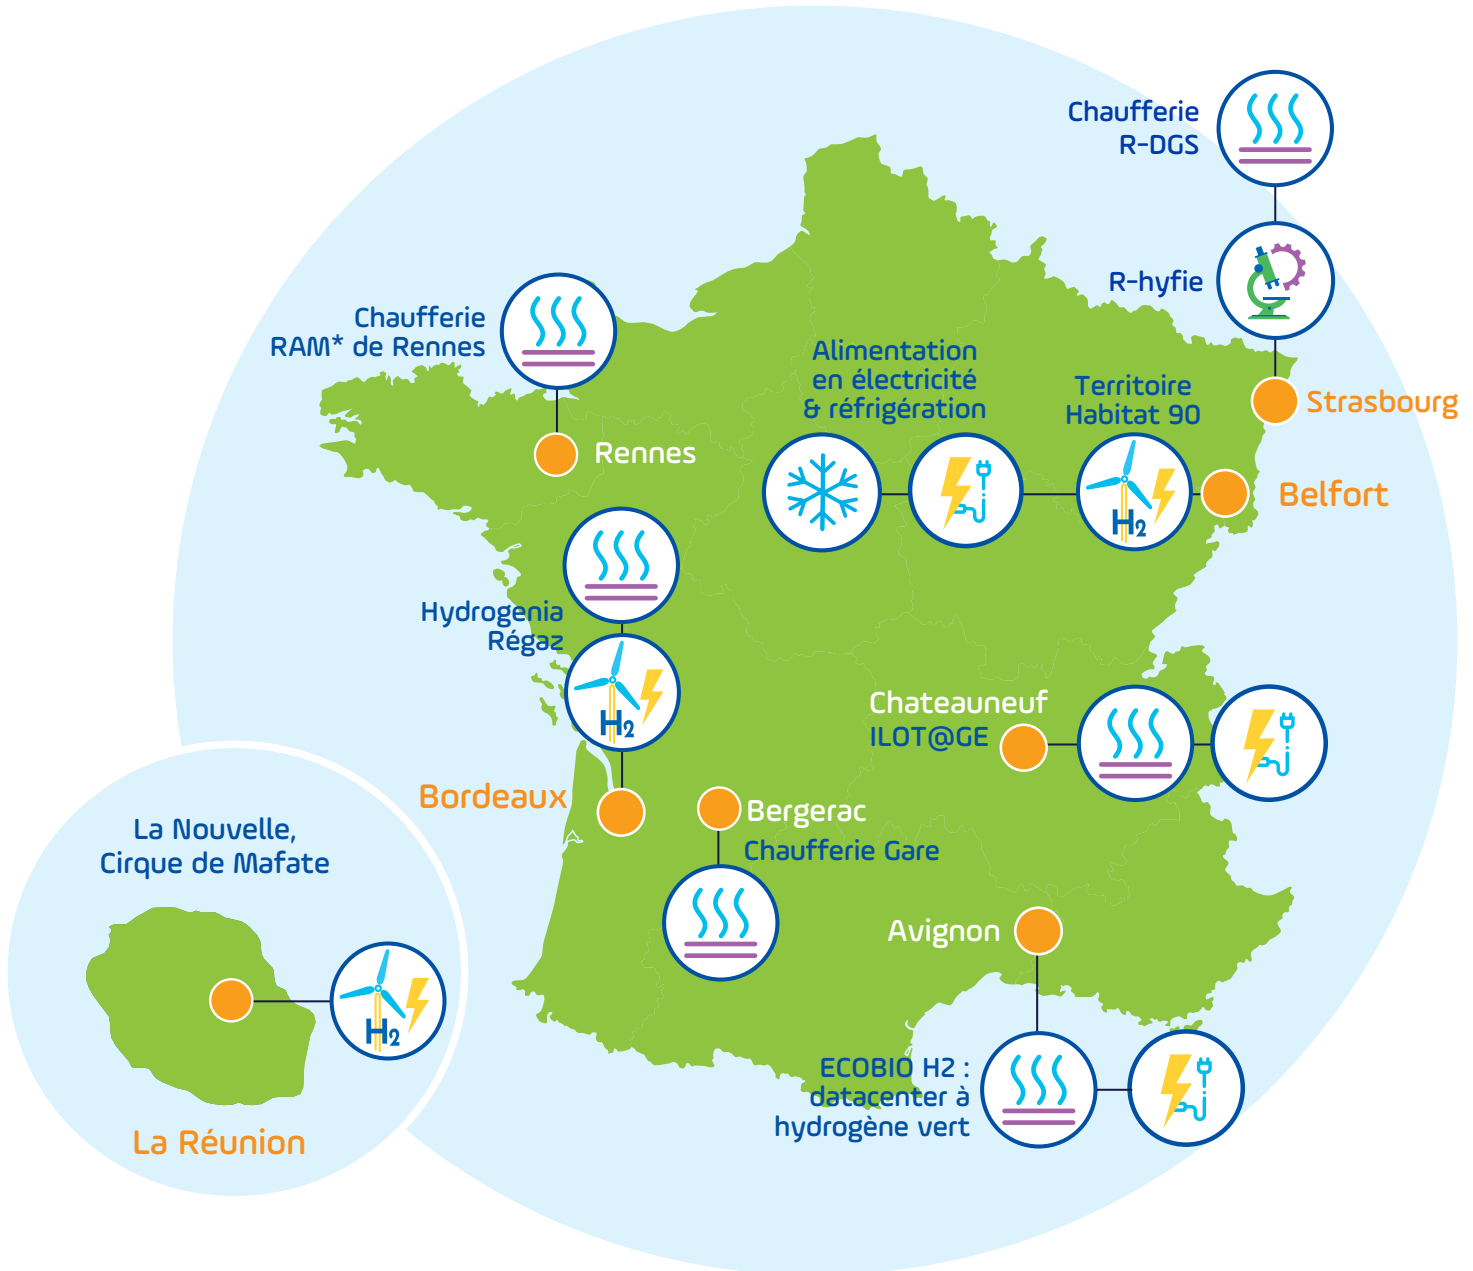 Chaufferie
R-DGS
R-hyfie
Strasbourg
Chaufferie
RAM* de Rennes
Rennes
Alimentation
en électricité
& réfrigération
Territoire
Habitat 90
H2
Belfort
Hydrogenia
Régaz
H2
Bordeaux
Chateauneuf
ILOT@GE
Bergerac
Chaufferie Gare
Avignon
ECOBIO H2 :
datacenter à
hydrogène vert
La Nouvelle,
Cirque de Mafate
H2
La Réunion